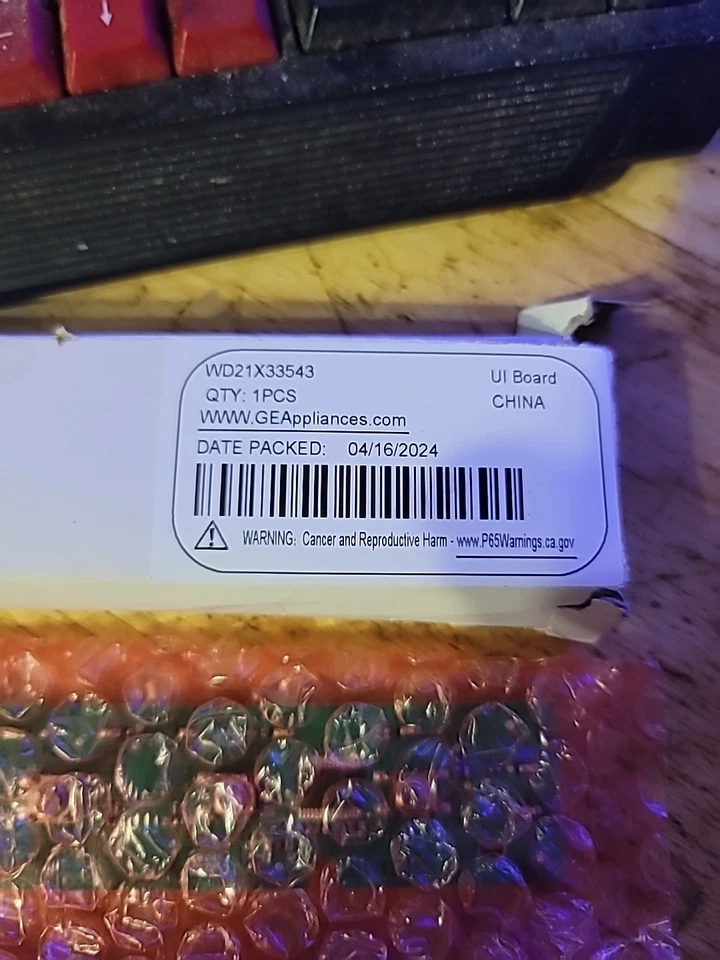 WD21X33543
UI Board
QTY: 1PCS
CHINA
WWW.GEAppliances.com
DATE PACKED: 04/16/2024
WARNING: Cancer and Reproductive Harm - www.P65Warnings.ca.gov